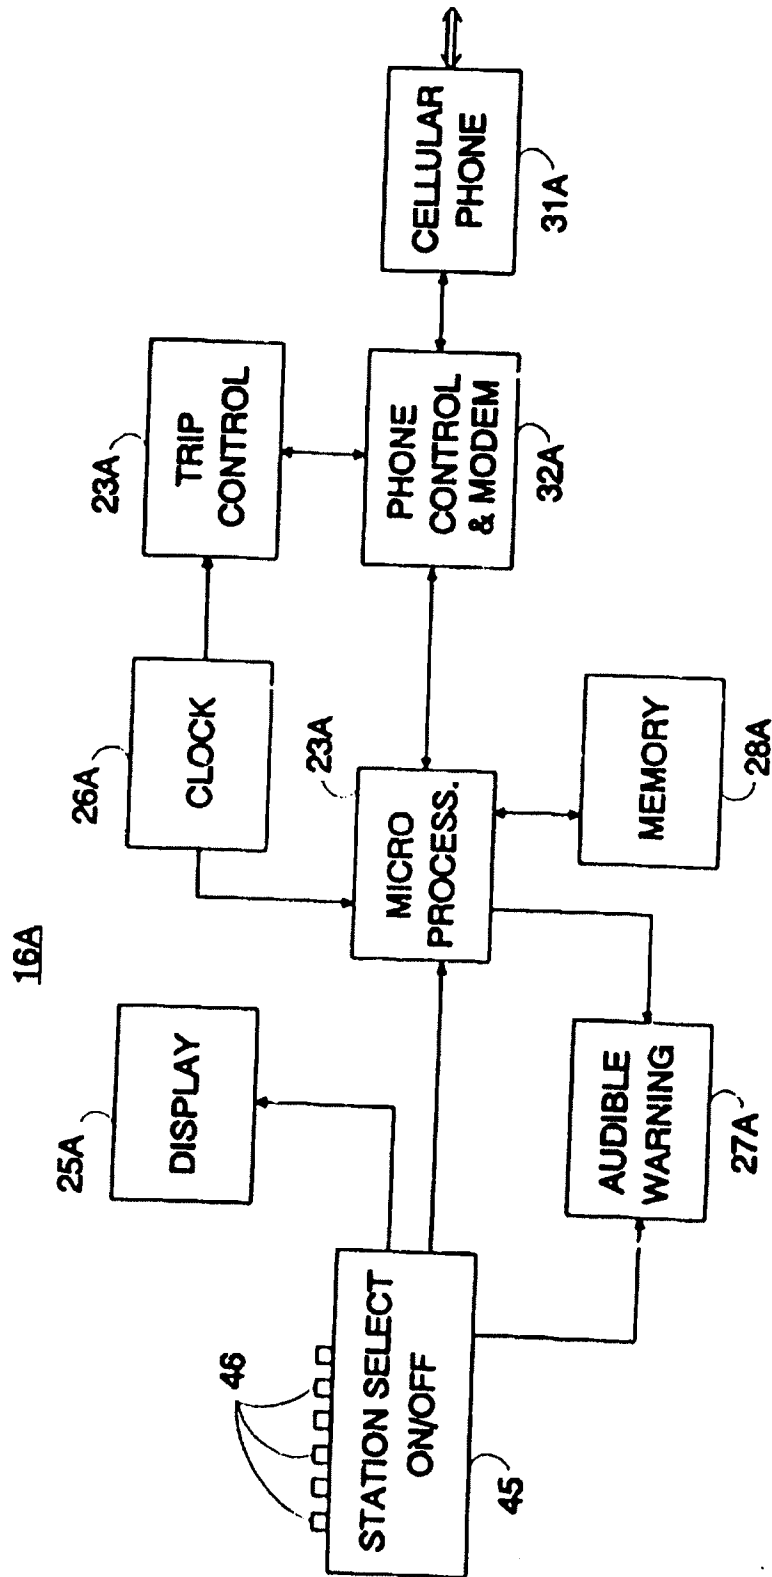 16A
25A
DISPLAY
26A
CLOCK
23A
TRIP
CONTROL
46
STATION SELECT
ON/OFF
45
23A
MICRO
PROCESS.
PHONE
CONTROL
& MODEM
32A
CELLULAR
PHONE
31A
AUDIBLE
WARNING
27A
MEMORY
28A